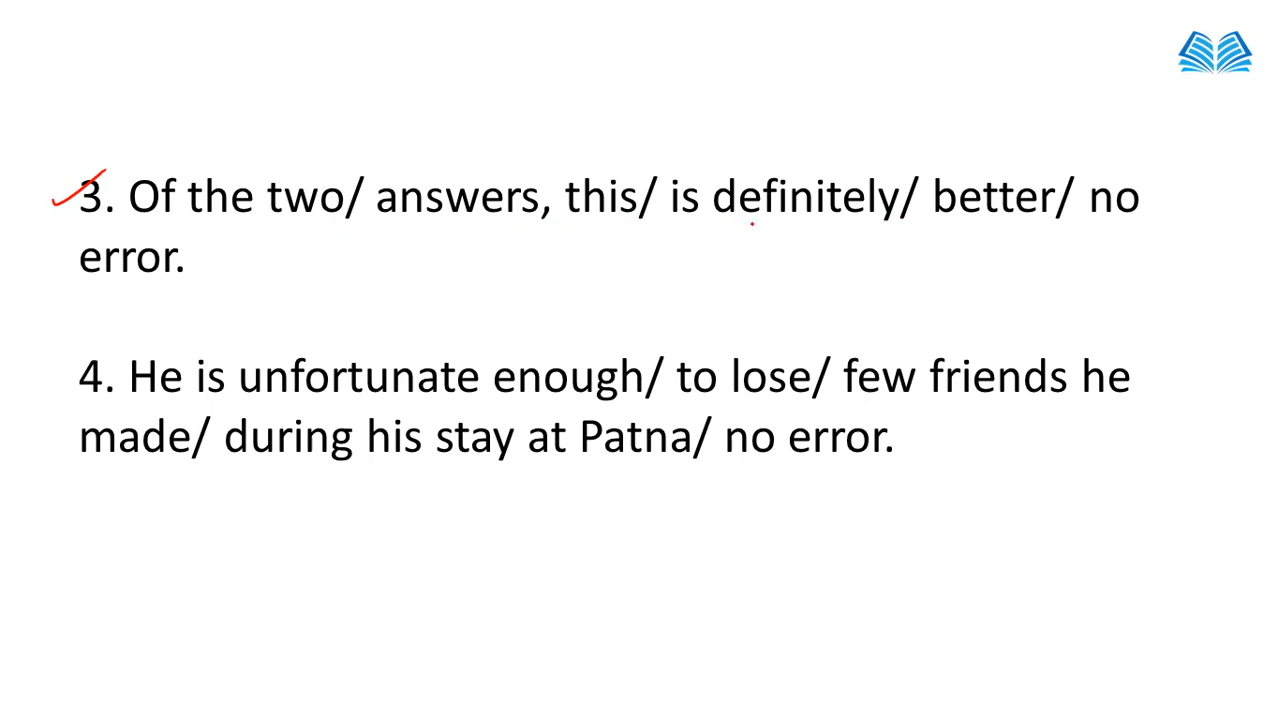 3. Of the two/ answers, this/ is definitely/ better/ no
error.
4. He is unfortunate enough/ to lose/ few friends he
made/ during his stay at Patna/ no error.